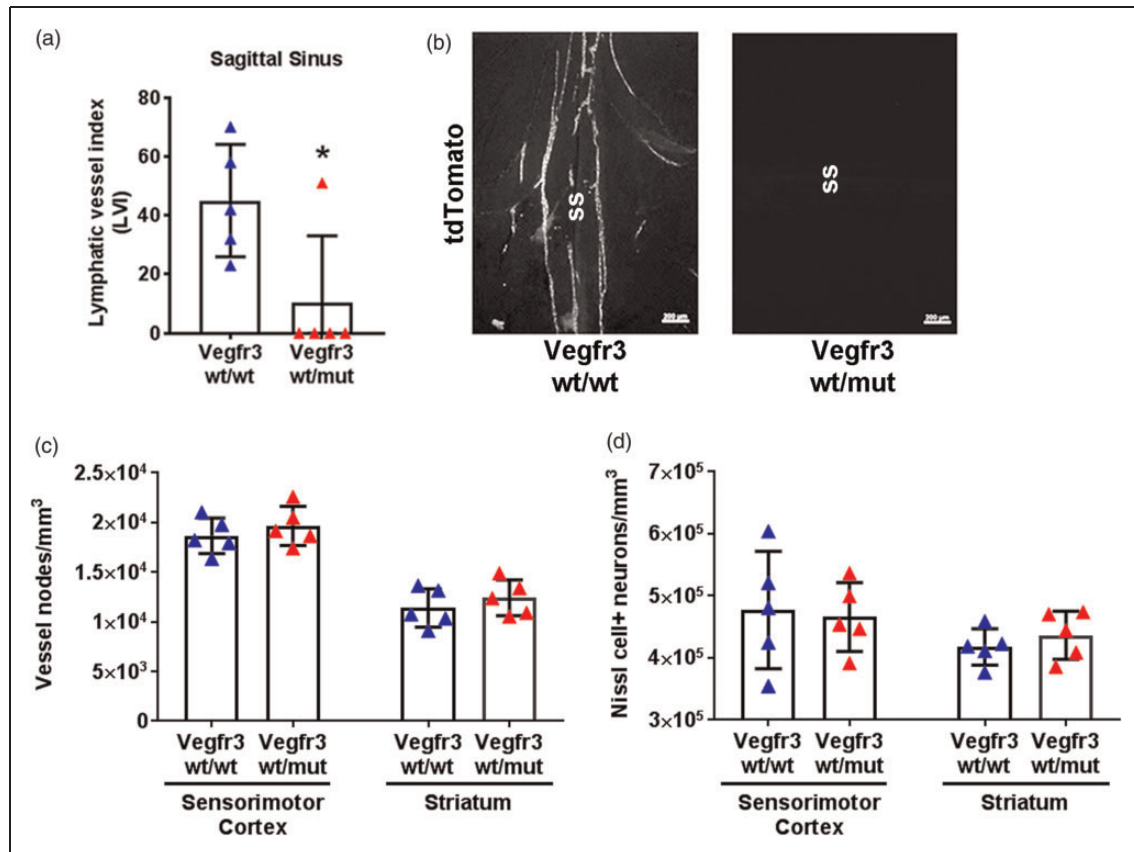 (a)
Sagittal Sinus
Lymphatic vessel index
(LVI)
80
60
40
20
0
*
Vegfr3
wt/wt
Vegfr3
wt/mut
(b)
tdTomato
ss
200 µm
Vegfr3
wt/wt
ss
200 µm
Vegfr3
wt/mut
(c)
Vessel nodes/mm³
2.5×10⁴
2×10⁴
1.5×10⁴
1×10⁴
5×10³
0
Vegfr3
wt/wt
Vegfr3
wt/mut
Sensorimotor
Cortex
Vegfr3
wt/wt
Vegfr3
wt/mut
Striatum
(d)
Nissl cell+ neurons/mm³
7×10⁵
6×10⁵
5×10⁵
4×10⁵
3×10⁵
Vegfr3
wt/wt
Vegfr3
wt/mut
Sensorimotor
Cortex
Vegfr3
wt/wt
Vegfr3
wt/mut
Striatum